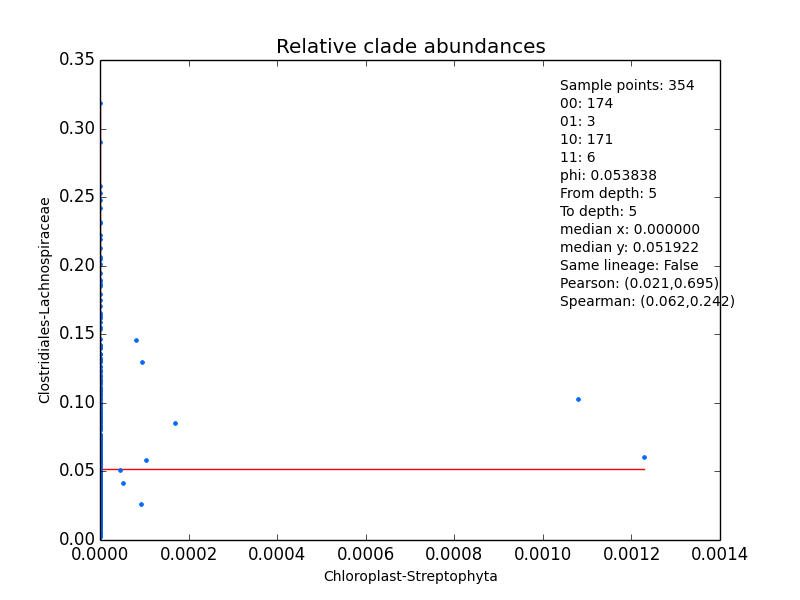 Relative clade abundances
0.35
0.30
0.25
0.20
0.15
0.10
0.05
0.00
Clostridiales-Lachnospiraceae
Sample points: 354
00: 174
01: 3
10: 171
11: 6
phi: 0.053838
From depth: 5
To depth: 5
median x: 0.000000
median y: 0.051922
Same lineage: False
Pearson: (0.021,0.695)
Spearman: (0.062,0.242)
0.0000 0.0002 0.0004 0.0006 0.0008 0.0010 0.0012 0.0014
Chloroplast-Streptophyta